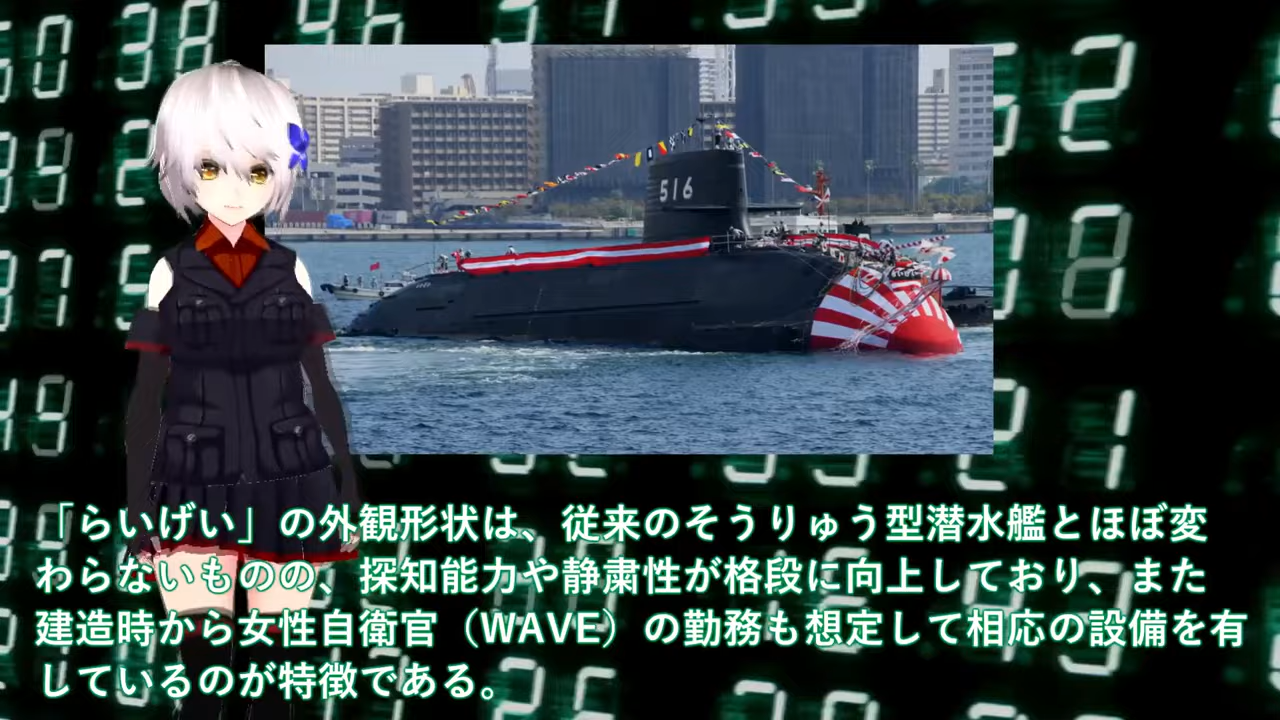 516
「らいげい」の外観形状は、従来のそうりゅう型潜水艦とほぼ変
わらないものの、探知能力や静粛性が格段に向上しており、また
建造時から女性自衛官（WAVE）の勤務も想定して相応の設備を有
しているのが特徴である。